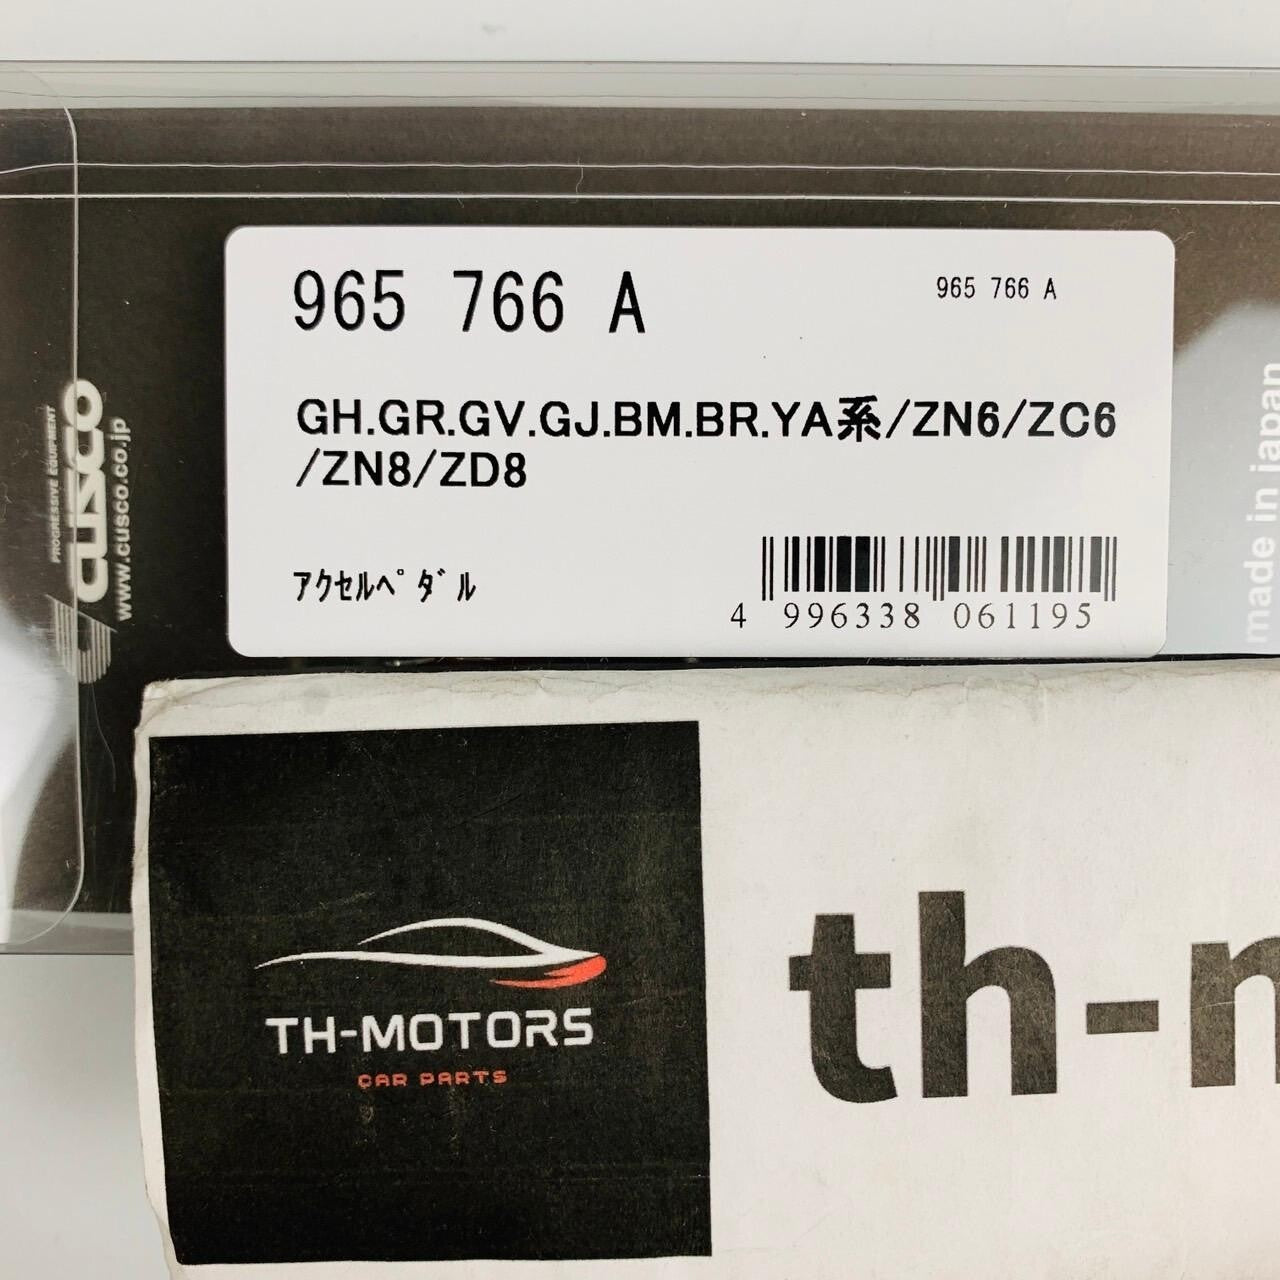 965 766 A
965 766 A
GH.GR.GV.GJ.BM.BR.YA系/ZN6/ZC6
/ZN8/ZD8
ｱｸｾﾙﾍﾟﾀﾞﾙ
4 996338 061195
PROGRESSIVE EQUIPMENT
cusco
www.cusco.co.jp
made in japan
TH-MOTORS
CAR PARTS
th-